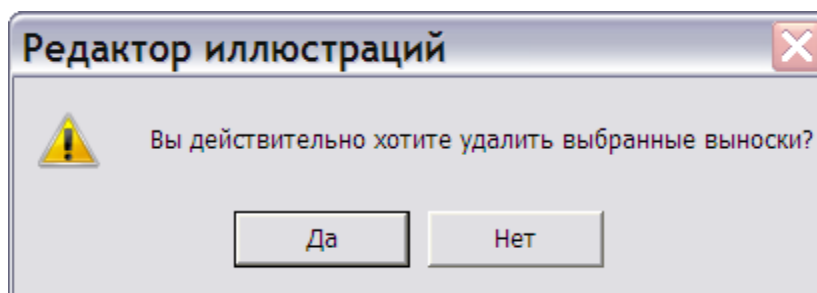 Редактор иллюстраций
Вы действительно хотите удалить выбранные выноски?
Да
Нет